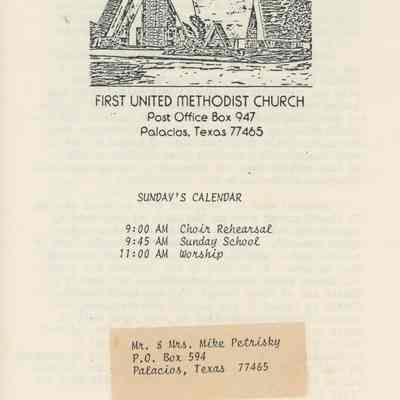 FIRST UNITED METHODIST CHURCH
Post Office Box 947
Palacios, Texas 77465
SUNDAY'S CALENDAR
9:00 AM Choir Rehearsal
9:45 AM Sunday School
11:00 AM Worship
Mr. & Mrs. Mike Petrisky
P.O. Box 594
Palacios, Texas 77465